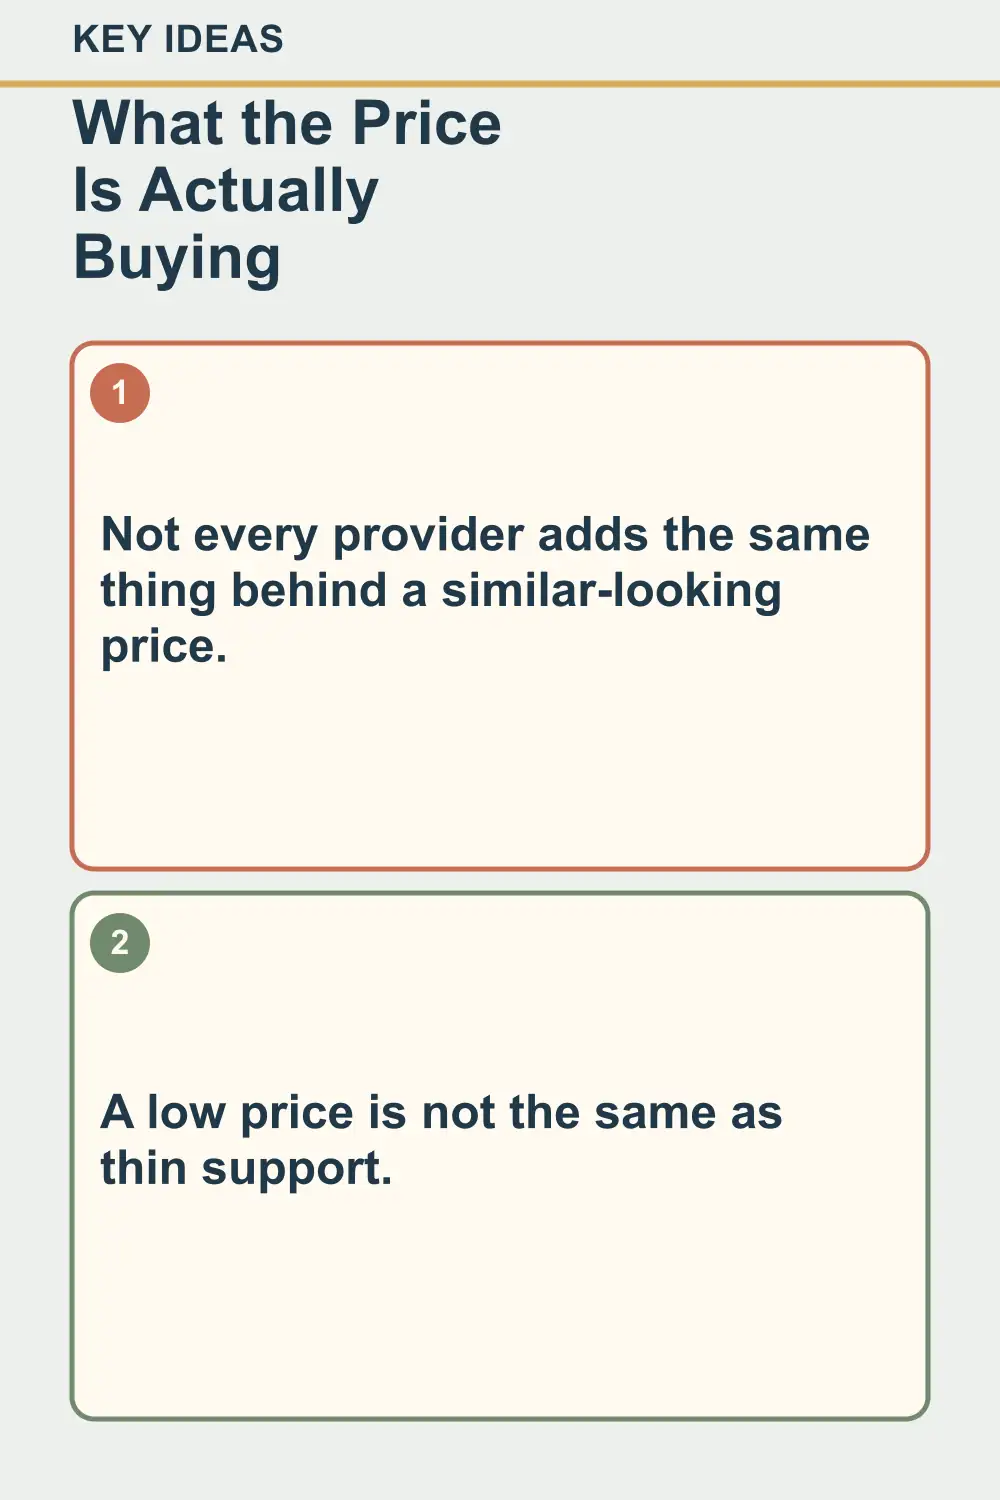 KEY IDEAS
What the Price
Is Actually
Buying
1
Not every provider adds the same
thing behind a similar-looking
price.
2
A low price is not the same as
thin support.